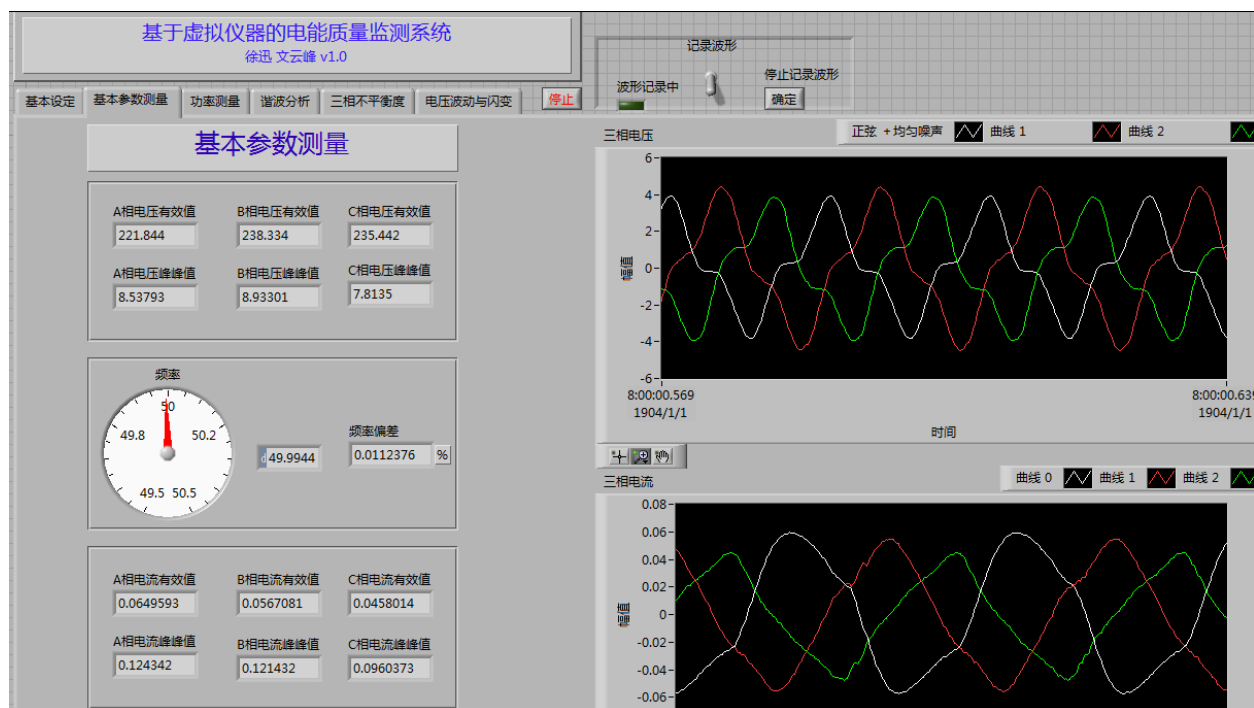 基于虚拟仪器的电能质量监测系统
徐迅 文云峰 v1.0
基本设定 基本参数测量 功率测量 谐波分析 三相不平衡度 电压波动与闪变 停止
记录波形
波形记录中
停止记录波形
确定
基本参数测量
A相电压有效值 B相电压有效值 C相电压有效值
221.844 238.334 235.442
A相电压峰峰值 B相电压峰峰值 C相电压峰峰值
8.53793 8.93301 7.8135
频率
50
49.8 50.2
49.5 50.5
d 49.9944
频率偏差
0.0112376 %
A相电流有效值 B相电流有效值 C相电流有效值
0.0649593 0.0567081 0.0458014
A相电流峰峰值 B相电流峰峰值 C相电流峰峰值
0.124342 0.121432 0.0960373
三相电压
正弦 +均匀噪声 曲线 1 曲线 2
6
4
2
0
-2
-4
-6
幅值
8:00:00.569 8:00:00.639
1904/1/1 1904/1/1
时间
三相电流
曲线 0 曲线 1 曲线 2
0.08
0.06
0.04
0.02
0
-0.02
-0.04
-0.06
幅值